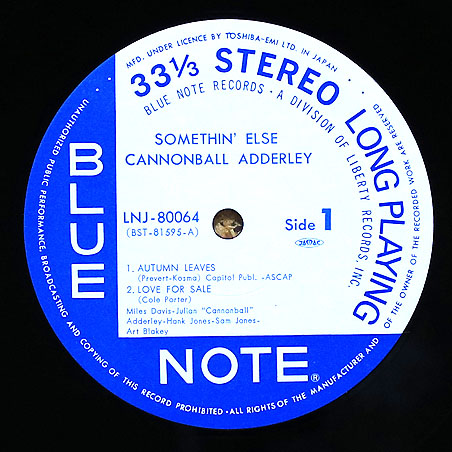 MFD. UNDER LICENCE BY TOSHIBA-EMI LTD. IN JAPAN
33⅓ STEREO LONG PLAYING
BLUE NOTE RECORDS • A DIVISION OF LIBERTY RECORDS, INC.
SOMETHIN' ELSE
CANNONBALL ADDERLEY
LNJ-80064
(BST-81595-A)
Side 1
1. AUTUMN LEAVES
(Prevert-Kosma) Capitol Publ. -ASCAP
2. LOVE FOR SALE
(Cole Porter)
Miles Davis-Julian "Cannonball"
Adderley-Hank Jones-Sam Jones-
Art Blakey
BLUE
NOTE®
UNAUTHORIZED PUBLIC PERFORMANCE, BROADCASTING AND COPYING OF THIS RECORD PROHIBITED • ALL RIGHTS OF THE MANUFACTURER AND OF THE OWNER OF THE RECORDED WORK ARE RESERVED